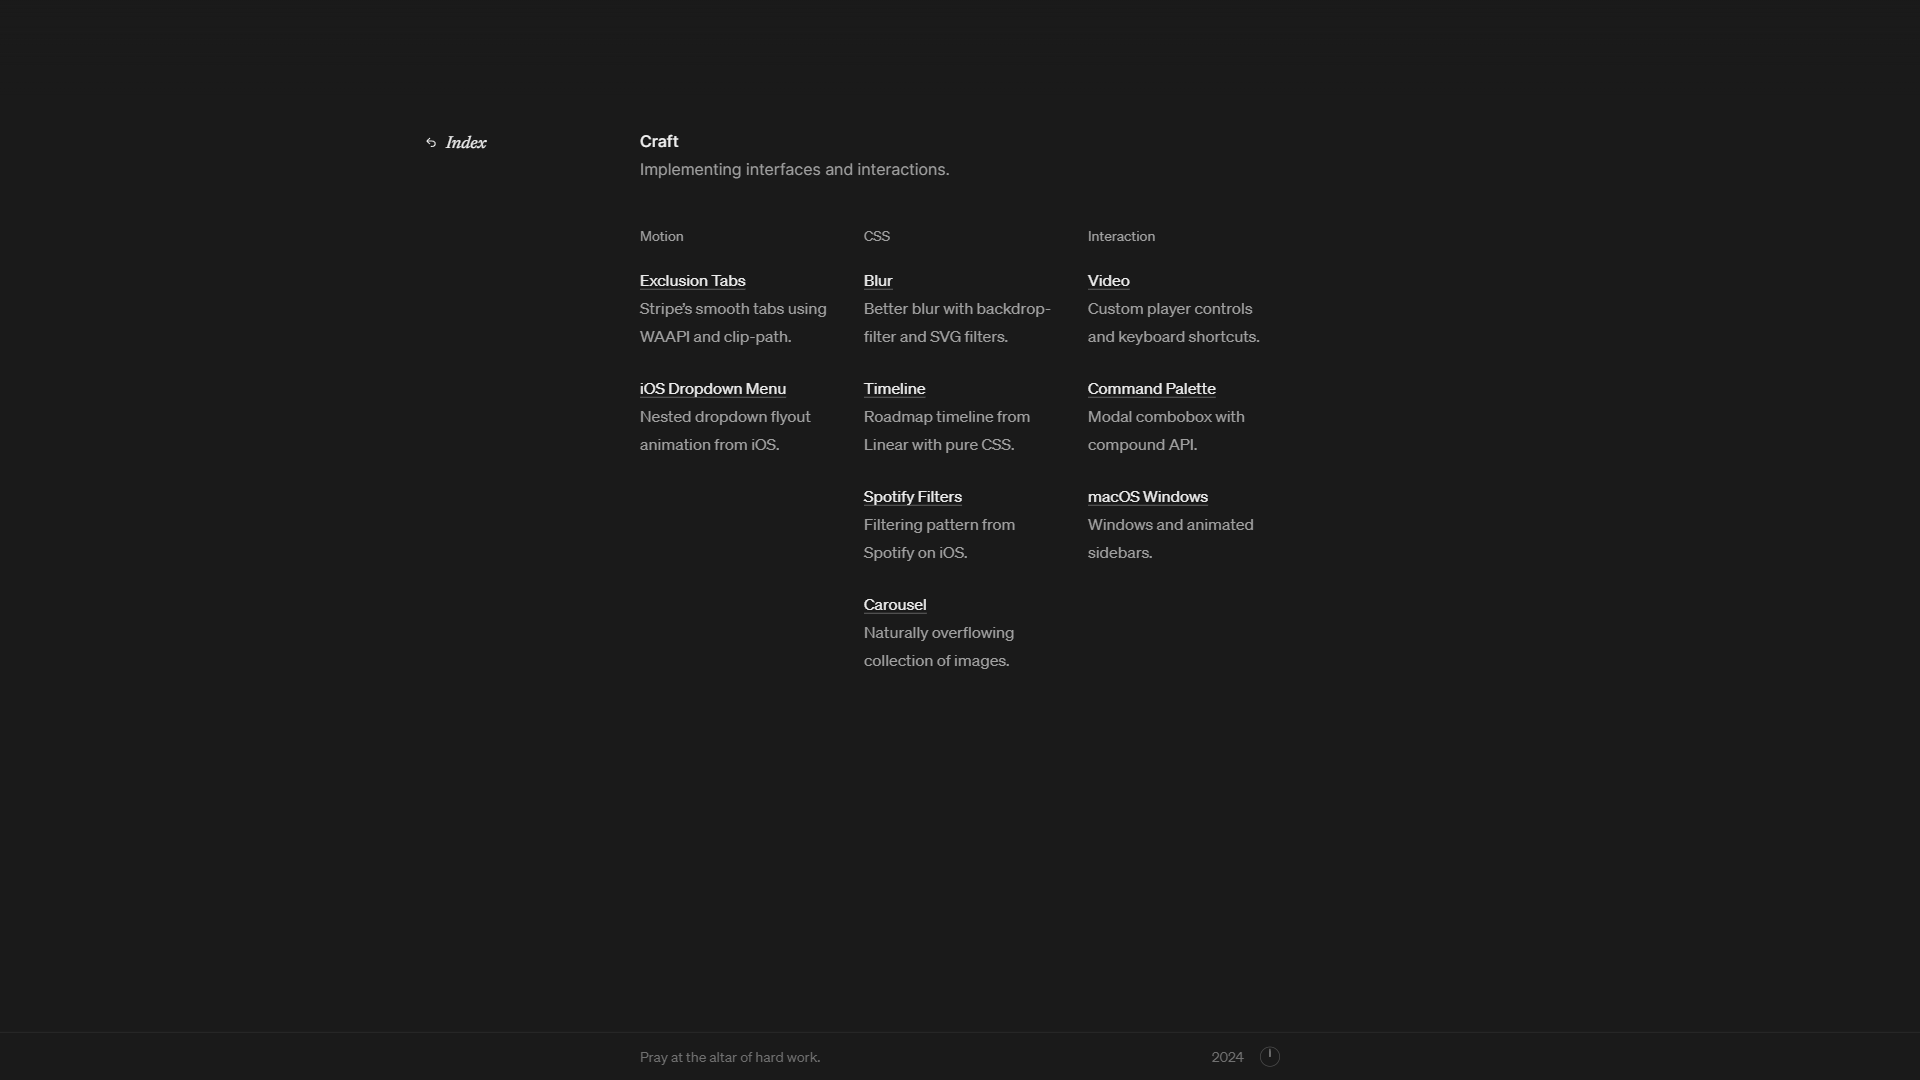 Index
Craft
Implementing interfaces and interactions.
Motion
Exclusion Tabs
Stripe’s smooth tabs using
WAAPI and clip-path.
iOS Dropdown Menu
Nested dropdown flyout
animation from iOS.
CSS
Blur
Better blur with backdrop-
filter and SVG filters.
Timeline
Roadmap timeline from
Linear with pure CSS.
Spotify Filters
Filtering pattern from
Spotify on iOS.
Carousel
Naturally overflowing
collection of images.
Interaction
Video
Custom player controls
and keyboard shortcuts.
Command Palette
Modal combobox with
compound API.
macOS Windows
Windows and animated
sidebars.
Pray at the altar of hard work.
2024